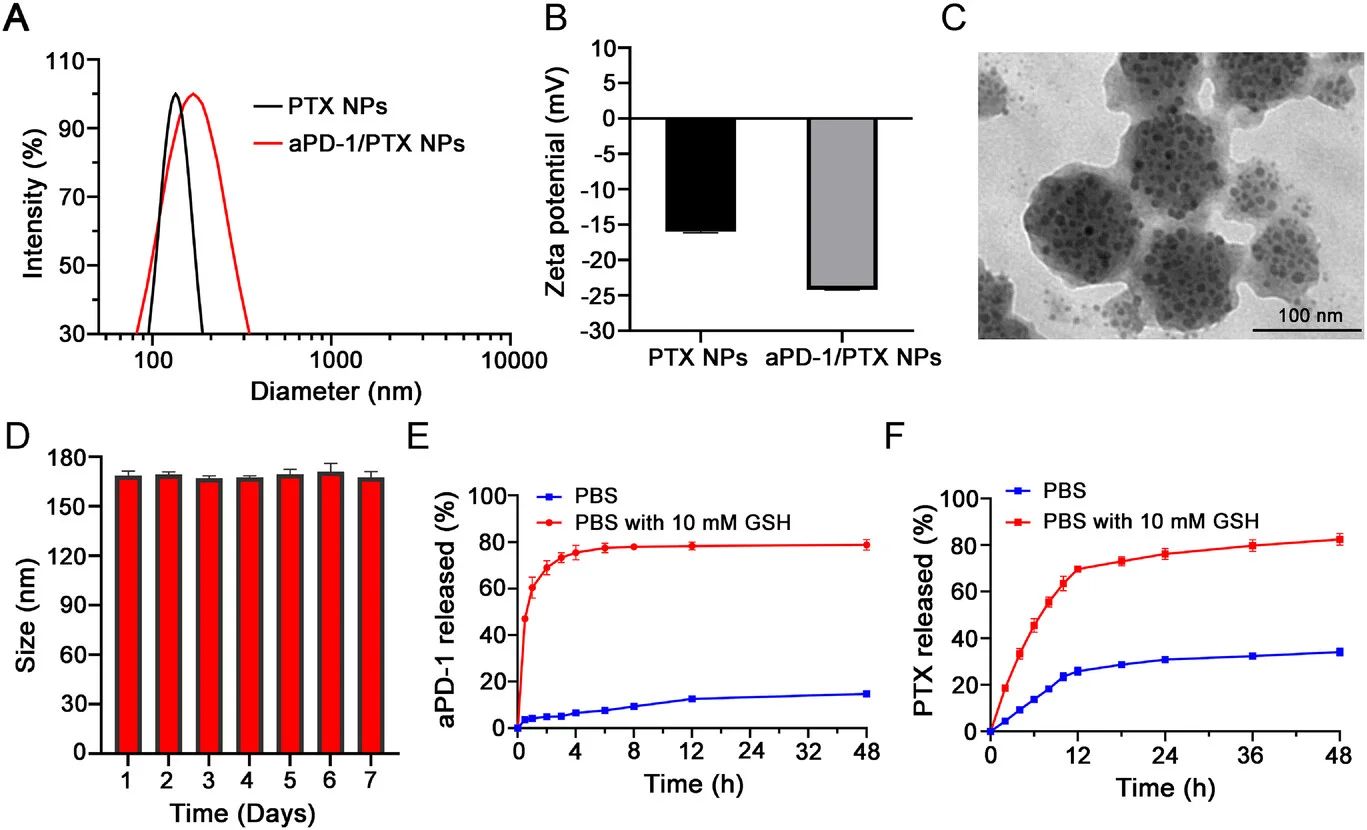 A
110
90
70
50
30
Intensity (%)
PTX NPs
aPD-1/PTX NPs
100
1000
10000
Diameter (nm)
B
10
5
0
-5
-10
-15
-20
-25
-30
Zeta potential (mV)
PTX NPs
aPD-1/PTX NPs
C
100 nm
D
180
150
120
90
60
30
0
Size (nm)
1 2 3 4 5 6 7
Time (Days)
E
100
80
60
40
20
0
aPD-1 released (%)
PBS
PBS with 10 mM GSH
0 4 8 12 24 32 48
Time (h)
F
100
80
60
40
20
0
PTX released (%)
PBS
PBS with 10 mM GSH
0 12 24 36 48
Time (h)